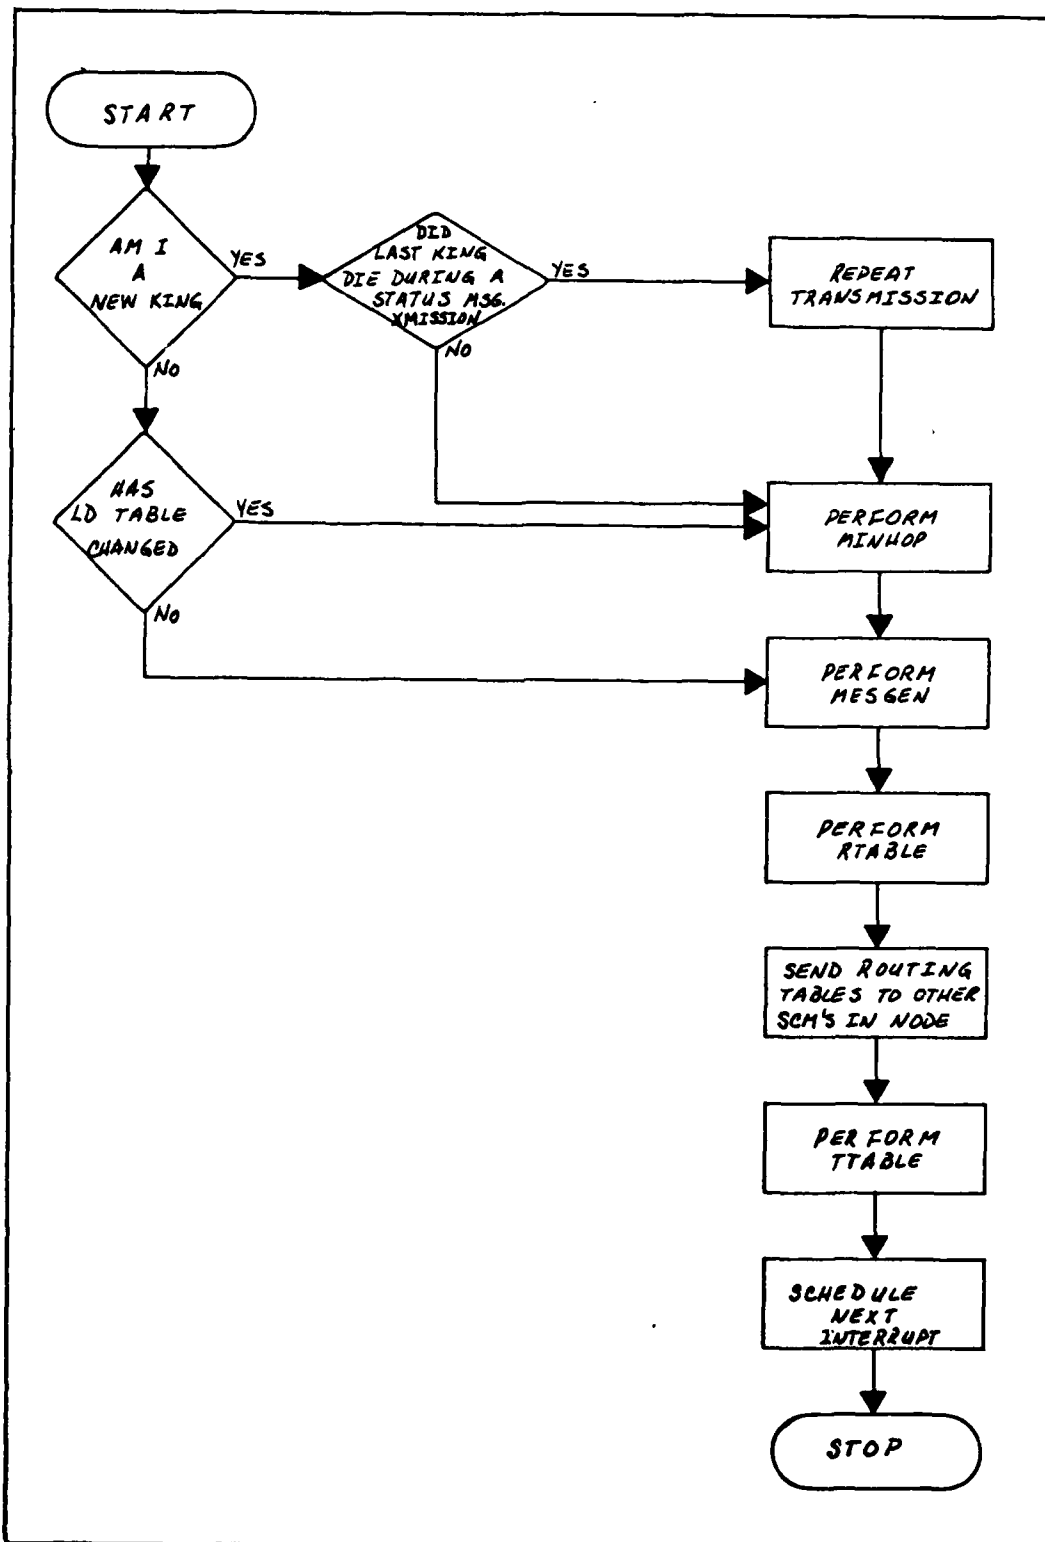 START
AM I
A
NEW KING
YES
NO
DID
LAST KING
DIE DURING A
STATUS MSG.
XMISSION
YES
NO
REPEAT
TRANSMISSION
HAS
LD TABLE
CHANGED
YES
NO
PERFORM
MINHOP
PERFORM
MESGEN
PERFORM
RTABLE
SEND ROUTING
TABLES TO OTHER
SCM'S IN NODE
PERFORM
TTABLE
SCHEDULE
NEXT
INTERRUPT
STOP